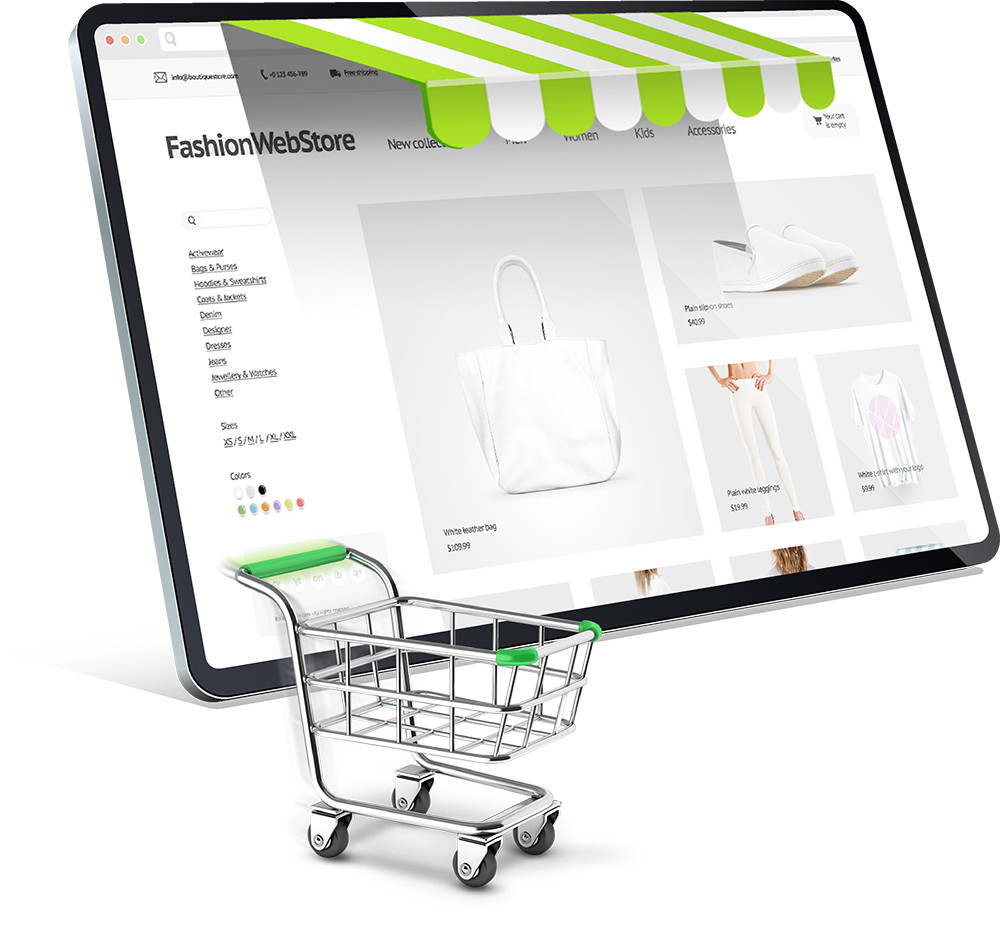 info@boutiquestore.com
+0 123 456-789
Free shipping
Your cart
is empty
FashionWebStore
New collec
Women
Kids
Accessories
Activewear
Bags & Purses
Hoodies & Sweatshirts
Coats & Jackets
Denim
Designer
Dresses
Jeans
Jewellery & Watches
Other
Sizes
XS / S / M / L / XL / XXL
Colors
White leather bag
$109.99
Plain slip-on shoes
$40.99
Plain white leggings
$19.99
White t-shirt with your logo
$9.99